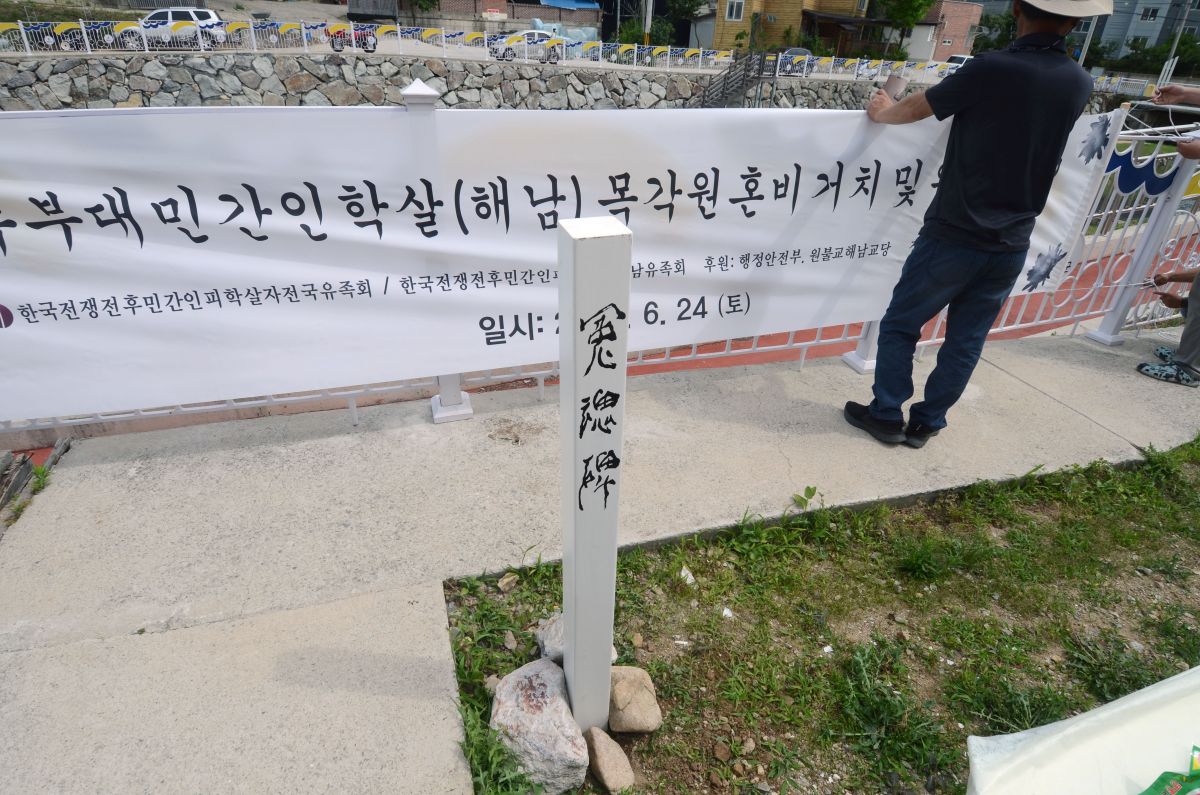 부부대민간인학살(해남)목각원혼비거치및
한국전쟁전후민간인피학살자전국유족회 / 한국전쟁전후민간인피 남유족회 후원: 행정안전부. 원불교해남교당
일시: 6. 24 (토)
冤
魂
碑